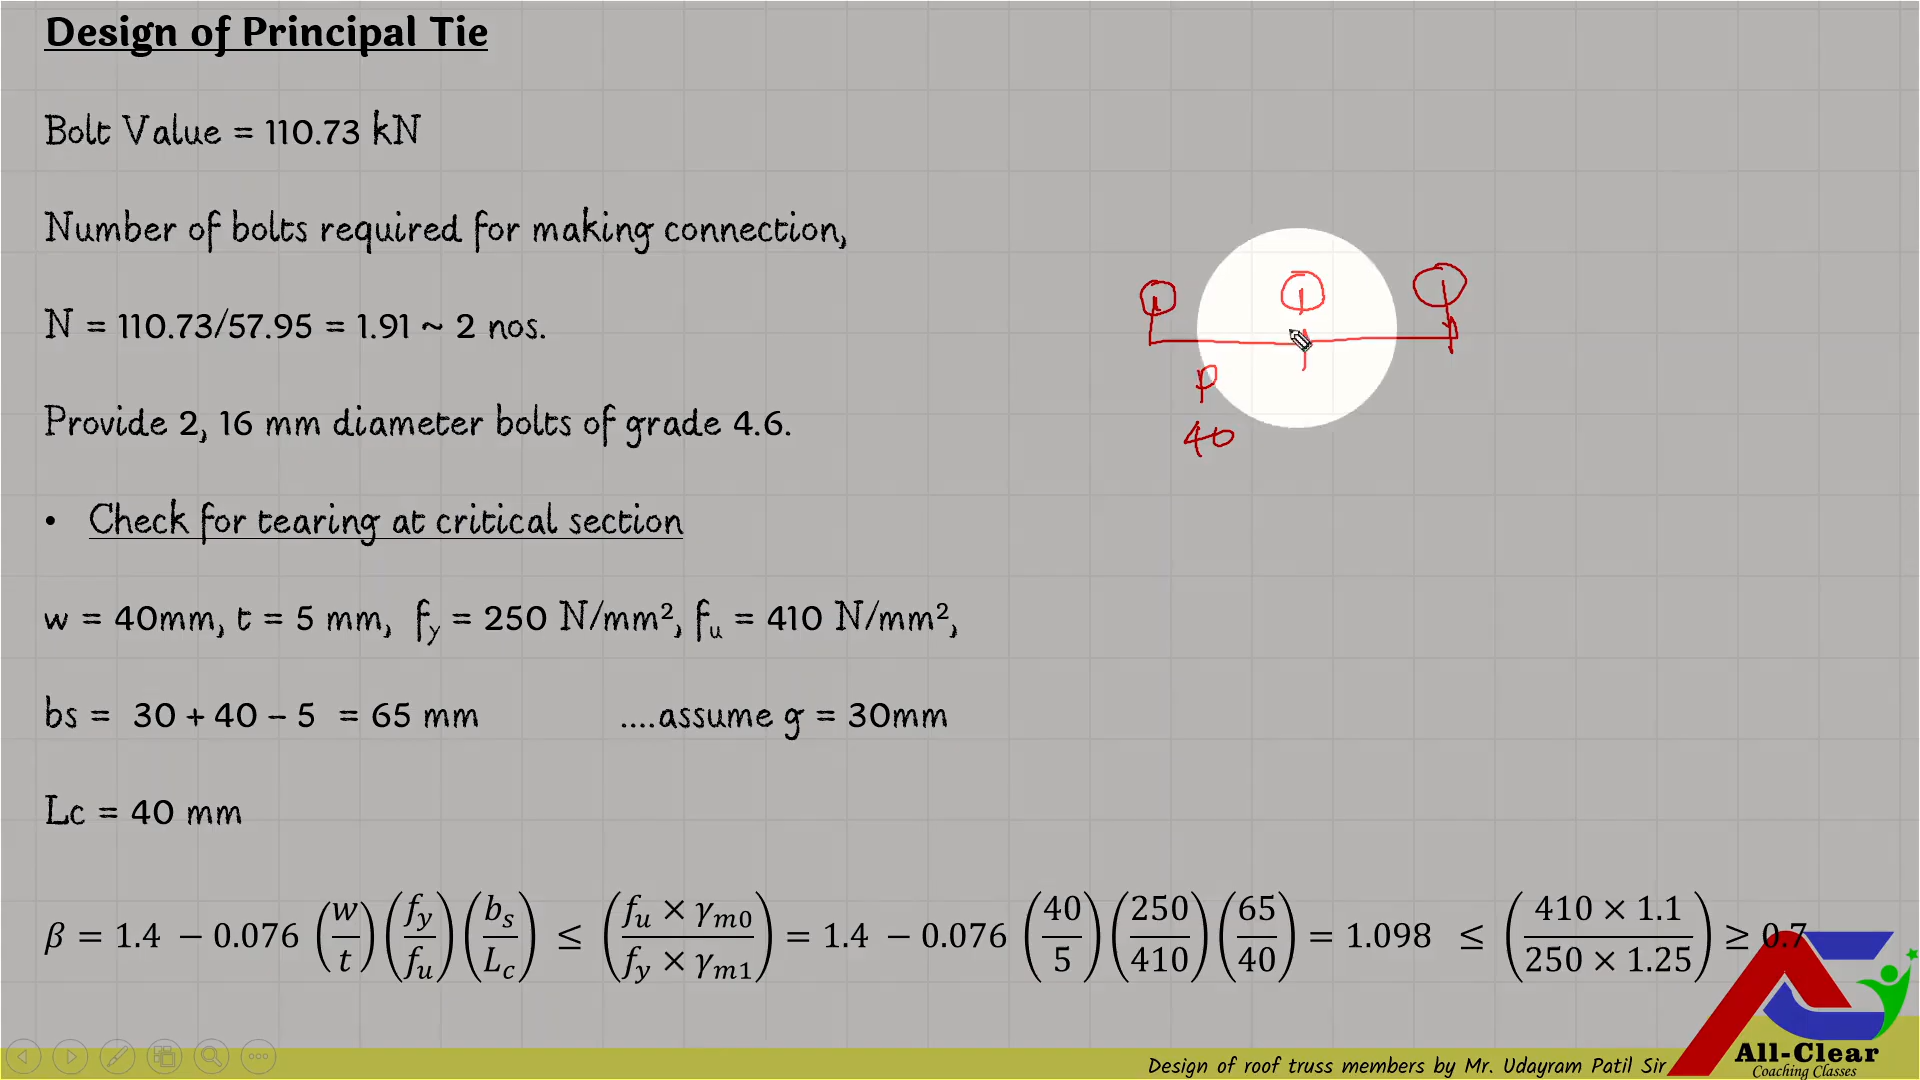 Design of Principal Tie
Bolt Value = 110.73 kN
Number of bolts required for making connection,
N = 110.73/57.95 = 1.91 ~ 2 nos.
Provide 2, 16 mm diameter bolts of grade 4.6.
P
40
• Check for tearing at critical section
w = 40mm, t = 5 mm, fy = 250 N/mm², fu = 410 N/mm²,
bs = 30 + 40 – 5 = 65 mm ....assume g = 30mm
Lc = 40 mm
β = 1.4 − 0.076 (w/t)(fy/fu)(bs/Lc) ≤ (fu × γm0/fy × γm1) = 1.4 − 0.076 (40/5)(250/410)(65/40) = 1.098 ≤ (410 × 1.1/250 × 1.25) ≥ 0.7
Design of roof truss members by Mr. Udayram Patil Sir
All-Clear
Coaching Classes